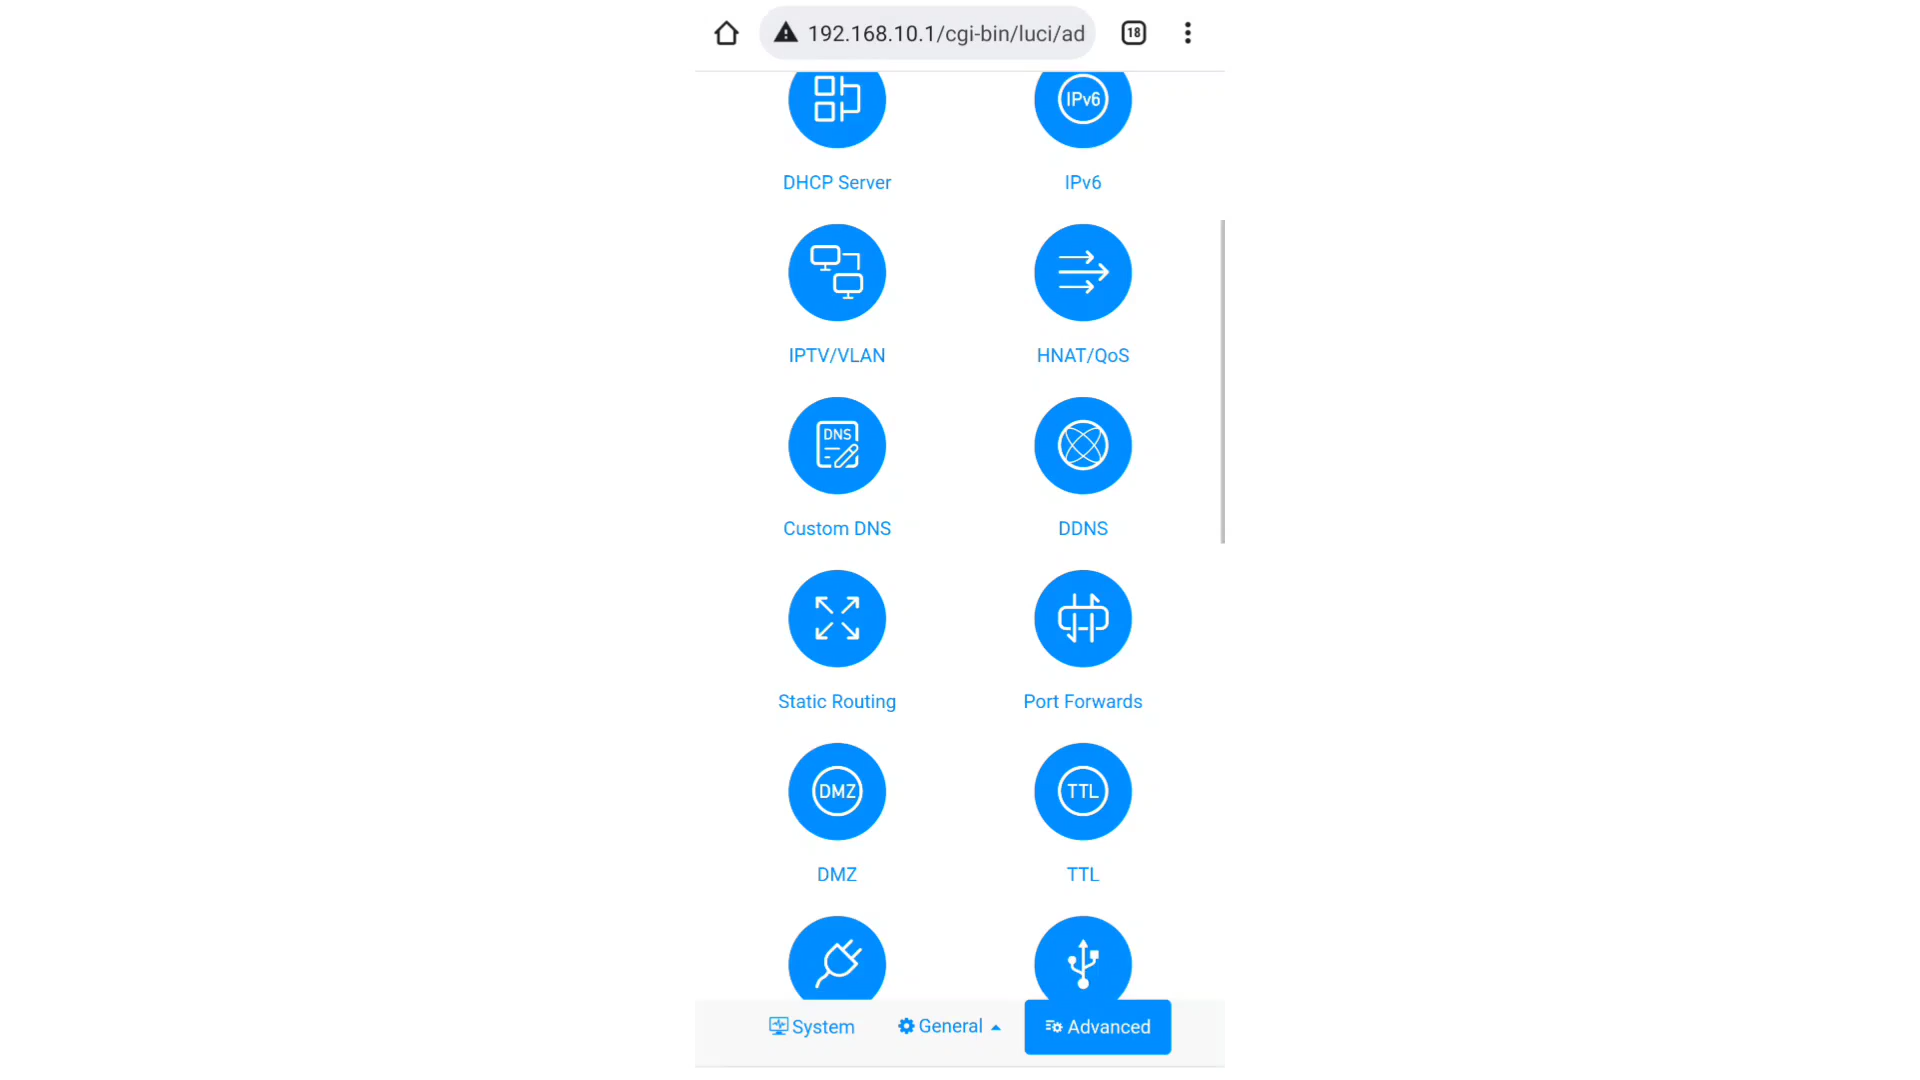 192.168.10.1/cgi-bin/luci/ad
18
IPv6
DHCP Server
IPv6
IPTV/VLAN
HNAT/QoS
DNS
Custom DNS
DDNS
Static Routing
Port Forwards
DMZ
TTL
DMZ
TTL
System
General
Advanced